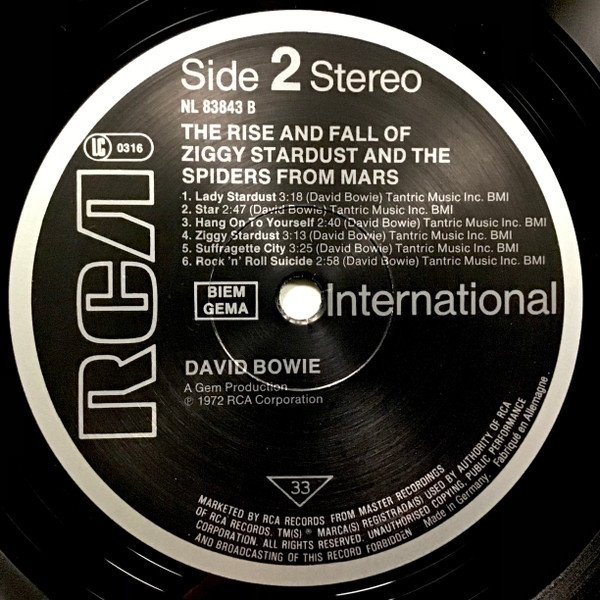 Side 2 Stereo
NL 83843 B
THE RISE AND FALL OF
ZIGGY STARDUST AND THE
SPIDERS FROM MARS
LC 0316
1. Lady Stardust 3:18 (David Bowie) Tantric Music Inc. BMI
2. Star 2:47 (David Bowie) Tantric Music Inc. BMI
3. Hang On To Yourself 2:40 (David Bowie) Tantric Music Inc. BMI
4. Ziggy Stardust 3:13 (David Bowie) Tantric Music Inc. BMI
5. Suffragette City 3:25 (David Bowie) Tantric Music Inc. BMI
6. Rock 'n' Roll Suicide 2:58 (David Bowie) Tantric Music Inc. BMI
RCA
BIEM
GEMA
International
DAVID BOWIE
A Gem Production
℗ 1972 RCA Corporation
33
MARKETED BY RCA RECORDS FROM MASTER RECORDINGS
OF RCA RECORDS. TM(S) ® MARCA(S) REGISTRADA(S) USED BY AUTHORITY OF RCA
CORPORATION. ALL RIGHTS RESERVED. UNAUTHORISED COPYING, PUBLIC PERFORMANCE
AND BROADCASTING OF THIS RECORD FORBIDDEN Made in Germany. Fabriqué en Allemagne